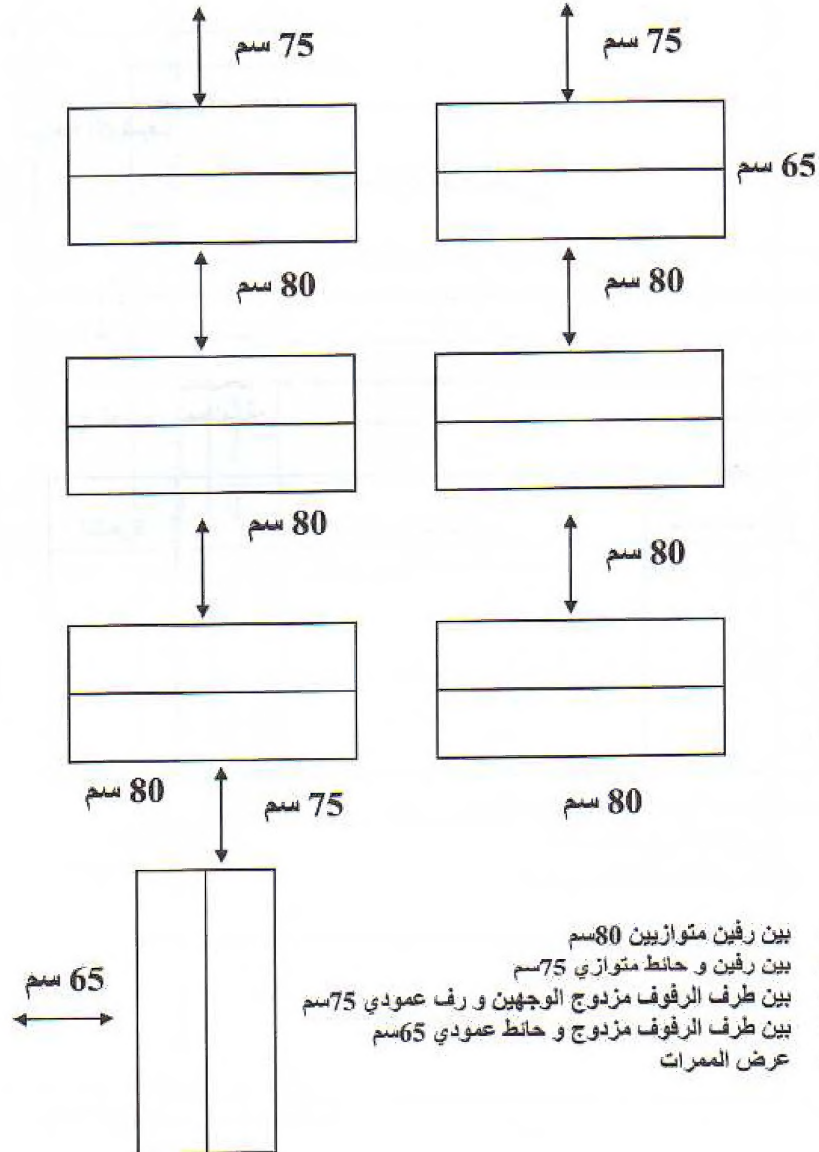 75 سم
75 سم
65 سم
80 سم
80 سم
80 سم
80 سم
80 سم
75 سم
80 سم
65 سم
بين رفين متوازيين 80سم
بين رفين و حائط متوازي 75سم
بين طرف الرفوف مزدوج الوجهين و رف عمودي 75سم
بين طرف الرفوف مزدوج و حائط عمودي 65سم
عرض الممرات